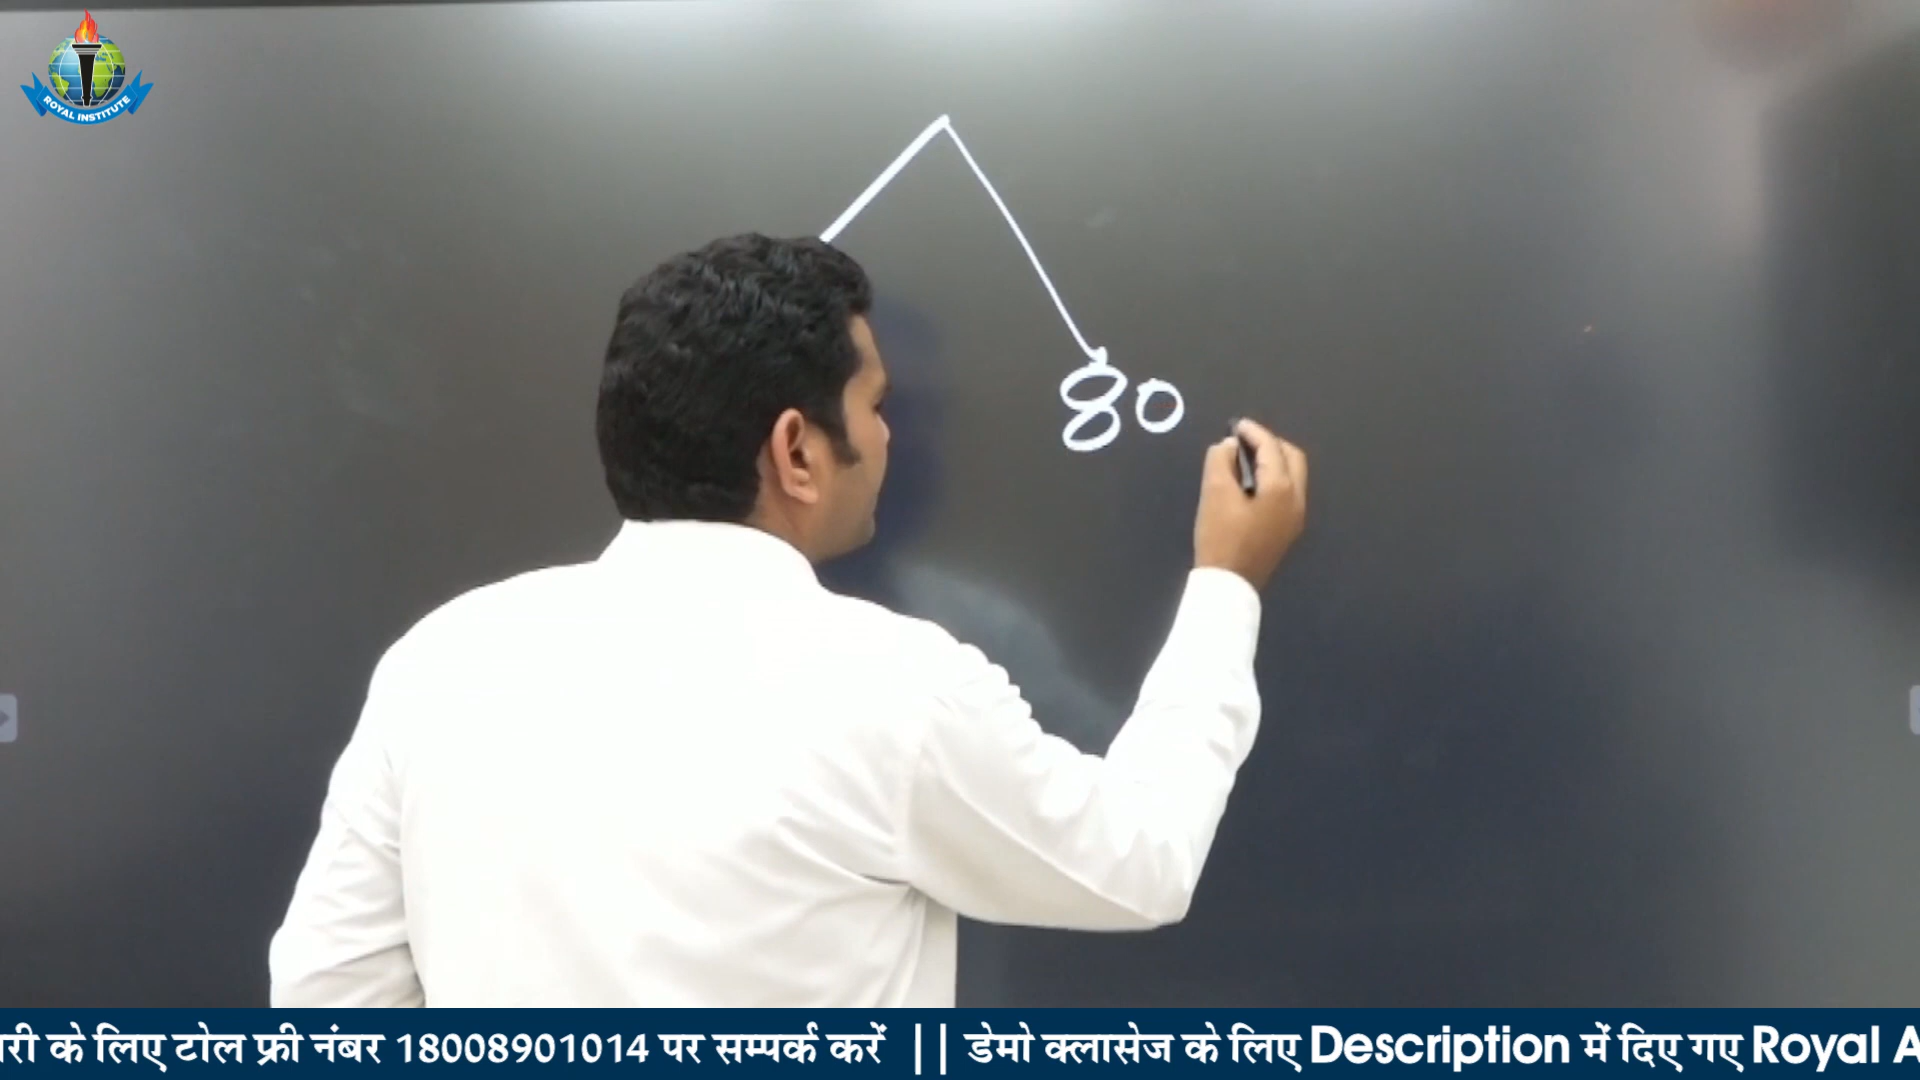 ROYAL INSTITUTE
80
री के लिए टोल फ्री नंबर 18008901014 पर सम्पर्क करें || डेमो क्लासेज के लिए Description में दिए गए Royal A